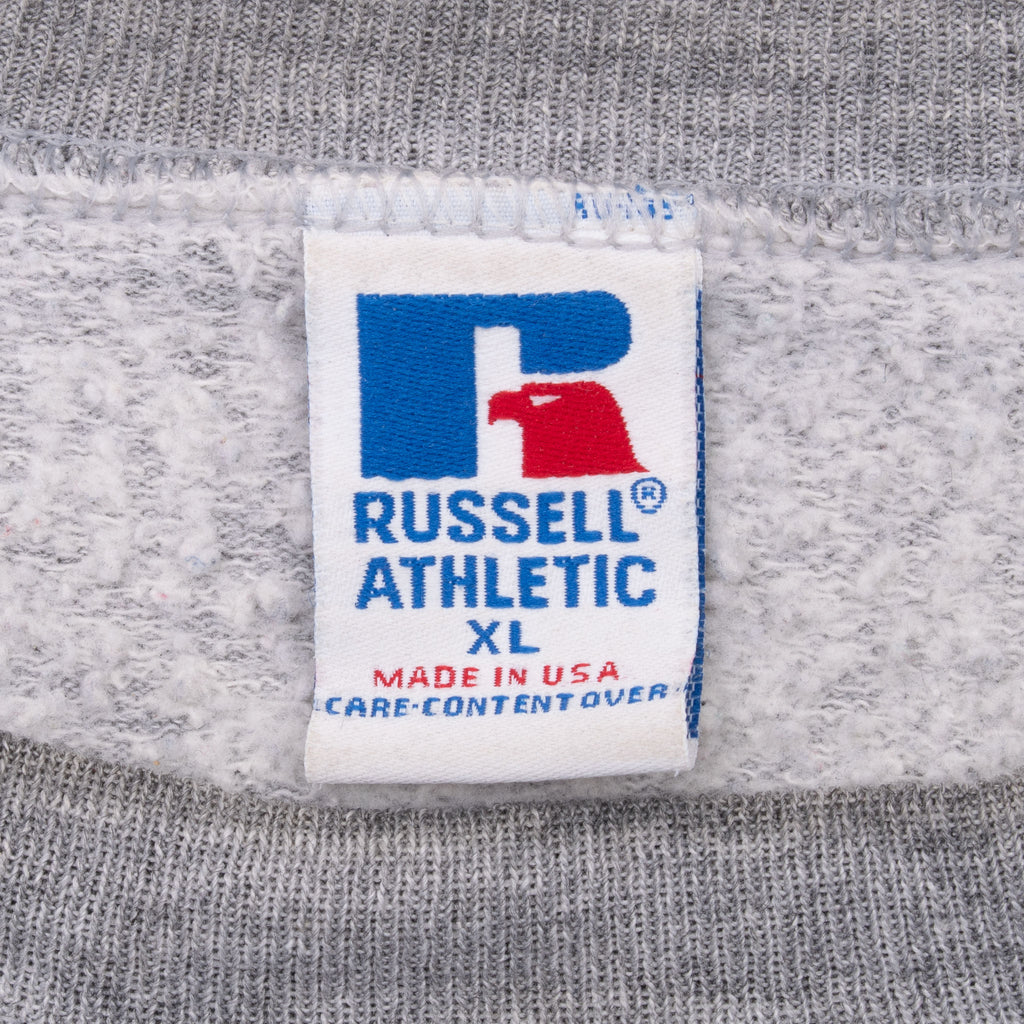 RUSSELL®
ATHLETIC
XL
MADE IN USA
CARE-CONTENT OVER